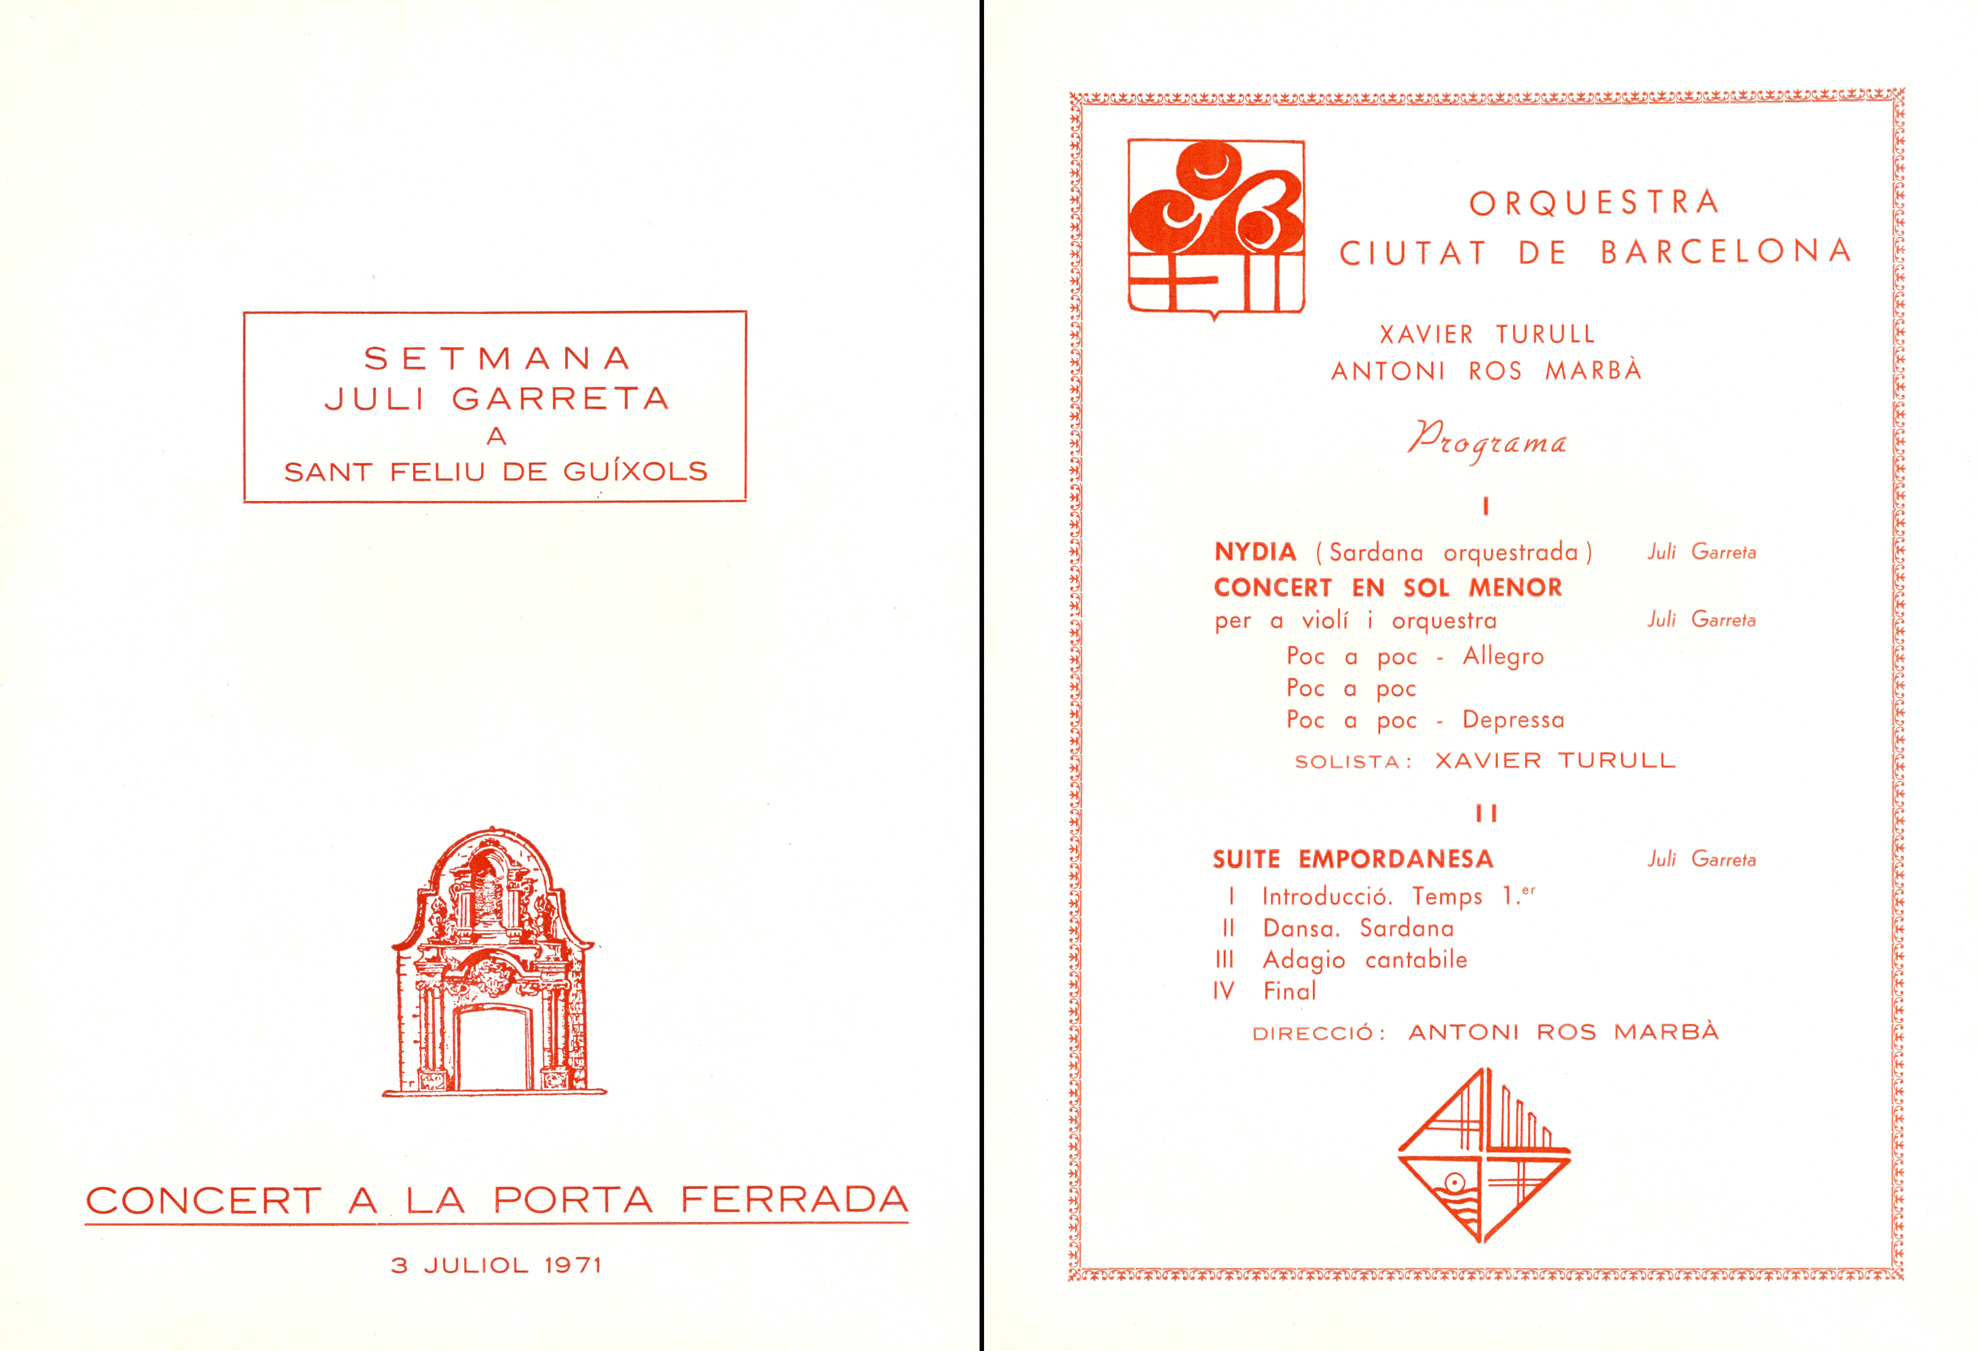 SETMANA
JULI GARRETA
A
SANT FELIU DE GUÍXOLS
CONCERT A LA PORTA FERRADA
3 JULIOL 1971
ORQUESTRA
CIUTAT DE BARCELONA
XAVIER TURULL
ANTONI ROS MARBÀ
Programa
I
NYDIA (Sardana orquestrada) Juli Garreta
CONCERT EN SOL MENOR
per a violí i orquestra Juli Garreta
Poc a poc - Allegro
Poc a poc
Poc a poc - Depressa
SOLISTA: XAVIER TURULL
II
SUITE EMPORDANESA Juli Garreta
I Introducció. Temps 1.er
II Dansa. Sardana
III Adagio cantabile
IV Final
DIRECCIÓ: ANTONI ROS MARBÀ